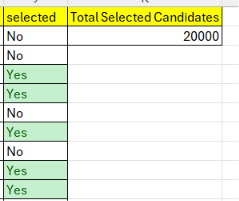 selected Total Selected Candidates
No 20000
No
Yes
Yes
No
Yes
No
Yes
Yes